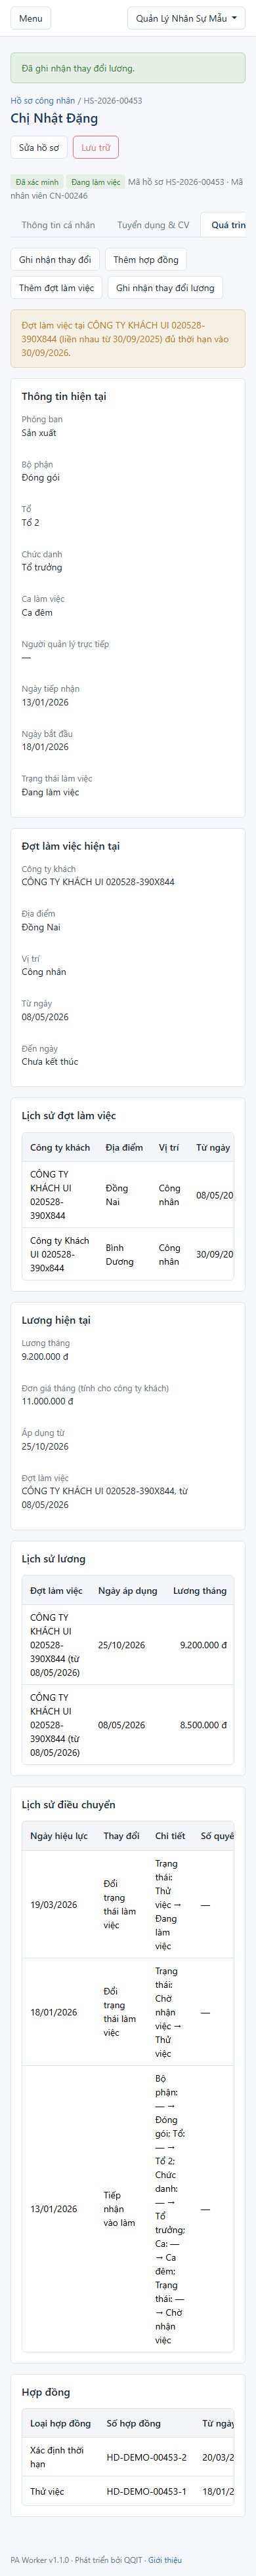 Menu
Quản Lý Nhân Sự Mẫu
Đã ghi nhận thay đổi lương.
Hồ sơ công nhân / HS-2026-00453
Chị Nhật Đặng
Sửa hồ sơ
Lưu trữ
Đã xác minh Đang làm việc Mã hồ sơ HS-2026-00453 · Mã
nhân viên CN-00246
Thông tin cá nhân
Tuyển dụng & CV
Quá trìn
Ghi nhận thay đổi
Thêm hợp đồng
Thêm đợt làm việc
Ghi nhận thay đổi lương
Đợt làm việc tại CÔNG TY KHÁCH UI 020528-
390X844 (liền nhau từ 30/09/2025) đủ thời hạn vào
30/09/2026.
Thông tin hiện tại
Phòng ban
Sản xuất
Bộ phận
Đóng gói
Tổ
Tổ 2
Chức danh
Tổ trưởng
Ca làm việc
Ca đêm
Người quản lý trực tiếp
—
Ngày tiếp nhận
13/01/2026
Ngày bắt đầu
18/01/2026
Trạng thái làm việc
Đang làm việc
Đợt làm việc hiện tại
Công ty khách
CÔNG TY KHÁCH UI 020528-390X844
Địa điểm
Đồng Nai
Vị trí
Công nhân
Từ ngày
08/05/2026
Đến ngày
Chưa kết thúc
Lịch sử đợt làm việc
Công ty khách
Địa điểm
Vị trí
Từ ngày
CÔNG TY
KHÁCH UI
020528-
390X844
Đồng
Nai
Công
nhân
08/05/20
Công ty Khách
UI 020528-
390x844
Bình
Dương
Công
nhân
30/09/20
Lương hiện tại
Lương tháng
9.200.000 đ
Đơn giá tháng (tính cho công ty khách)
11.000.000 đ
Áp dụng từ
25/10/2026
Đợt làm việc
CÔNG TY KHÁCH UI 020528-390X844, từ
08/05/2026
Lịch sử lương
Đợt làm việc
Ngày áp dụng
Lương tháng
CÔNG TY
KHÁCH UI
020528-
390X844 (từ
08/05/2026)
25/10/2026
9.200.000 đ
CÔNG TY
KHÁCH UI
020528-
390X844 (từ
08/05/2026)
08/05/2026
8.500.000 đ
Lịch sử điều chuyển
Ngày hiệu lực
Thay đổi
Chi tiết
Số quyế
19/03/2026
Đổi
trạng
thái làm
việc
Trạng
thái:
Thử
việc →
Đang
làm
việc
—
18/01/2026
Đổi
trạng
thái làm
việc
Trạng
thái:
Chờ
nhận
việc →
Thử
việc
—
13/01/2026
Tiếp
nhận
vào làm
Bộ
phận:
— →
Đóng
gói; Tổ:
— →
Tổ 2;
Chức
danh:
— →
Tổ
trưởng;
Ca: —
→ Ca
đêm;
Trạng
thái: —
→ Chờ
nhận
việc
—
Hợp đồng
Loại hợp đồng
Số hợp đồng
Từ ngày
Xác định thời
hạn
HD-DEMO-00453-2
20/03/2
Thử việc
HD-DEMO-00453-1
18/01/2
PA Worker v1.1.0 · Phát triển bởi QQIT · Giới thiệu